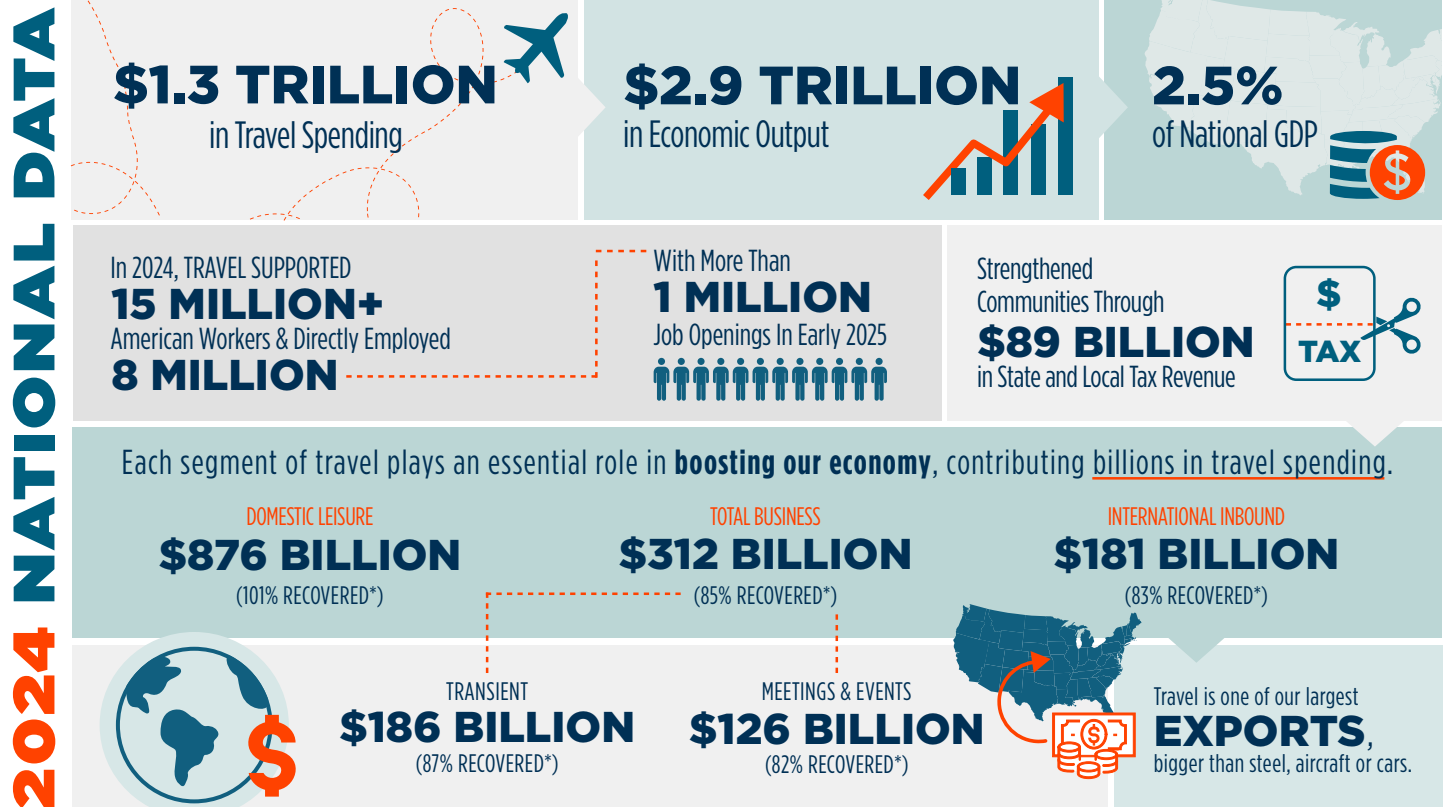 2024 NATIONAL DATA
$1.3 TRILLION
in Travel Spending
$2.9 TRILLION
in Economic Output
2.5%
of National GDP
$
In 2024, TRAVEL SUPPORTED
15 MILLION+
American Workers & Directly Employed
8 MILLION
With More Than
1 MILLION
Job Openings In Early 2025
Strengthened
Communities Through
$89 BILLION
in State and Local Tax Revenue
$
TAX
Each segment of travel plays an essential role in boosting our economy, contributing billions in travel spending.
DOMESTIC LEISURE
$876 BILLION
(101% RECOVERED*)
TOTAL BUSINESS
$312 BILLION
(85% RECOVERED*)
INTERNATIONAL INBOUND
$181 BILLION
(83% RECOVERED*)
$
TRANSIENT
$186 BILLION
(87% RECOVERED*)
MEETINGS & EVENTS
$126 BILLION
(82% RECOVERED*)
$
Travel is one of our largest
EXPORTS,
bigger than steel, aircraft or cars.